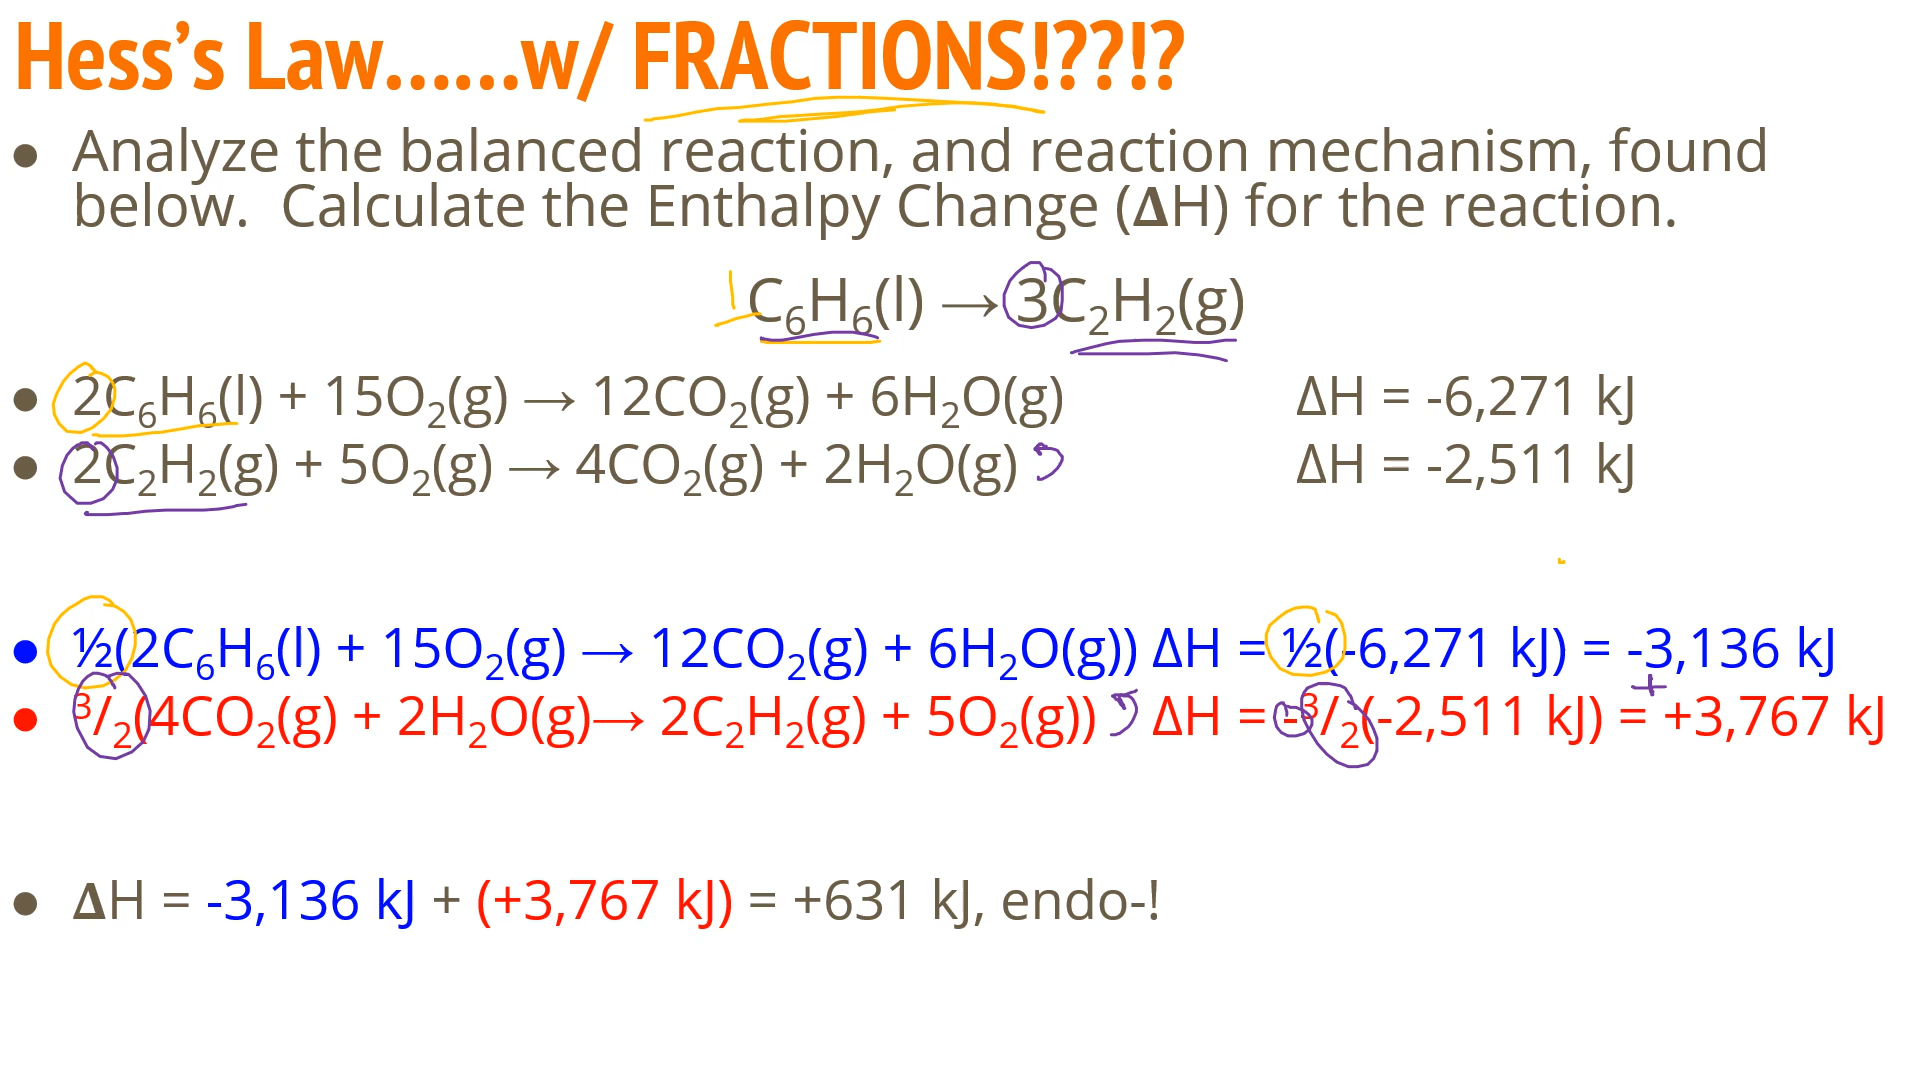 Hess’s Law......w/ FRACTIONS!??!?
● Analyze the balanced reaction, and reaction mechanism, found
below.  Calculate the Enthalpy Change (ΔH) for the reaction.
1 C₆H₆(l) → 3C₂H₂(g)
● 2C₆H₆(l) + 15O₂(g) → 12CO₂(g) + 6H₂O(g) ΔH = -6,271 kJ
● 2C₂H₂(g) + 5O₂(g) → 4CO₂(g) + 2H₂O(g) ΔH = -2,511 kJ
● ½(2C₆H₆(l) + 15O₂(g) → 12CO₂(g) + 6H₂O(g)) ΔH = ½(-6,271 kJ) = -3,136 kJ
+
● ³/₂(4CO₂(g) + 2H₂O(g)→ 2C₂H₂(g) + 5O₂(g)) ΔH = -³/₂(-2,511 kJ) = +3,767 kJ
● ΔH = -3,136 kJ + (+3,767 kJ) = +631 kJ, endo-!